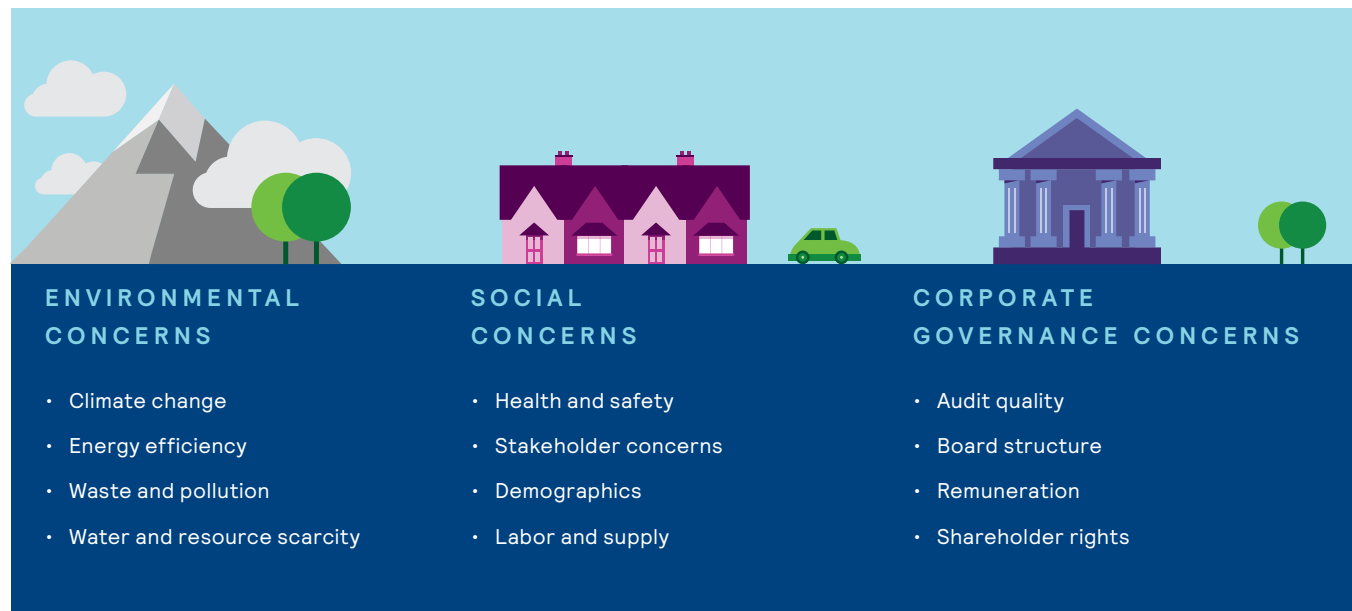 ENVIRONMENTAL
CONCERNS
• Climate change
• Energy efficiency
• Waste and pollution
• Water and resource scarcity
SOCIAL
CONCERNS
• Health and safety
• Stakeholder concerns
• Demographics
• Labor and supply
CORPORATE
GOVERNANCE CONCERNS
• Audit quality
• Board structure
• Remuneration
• Shareholder rights